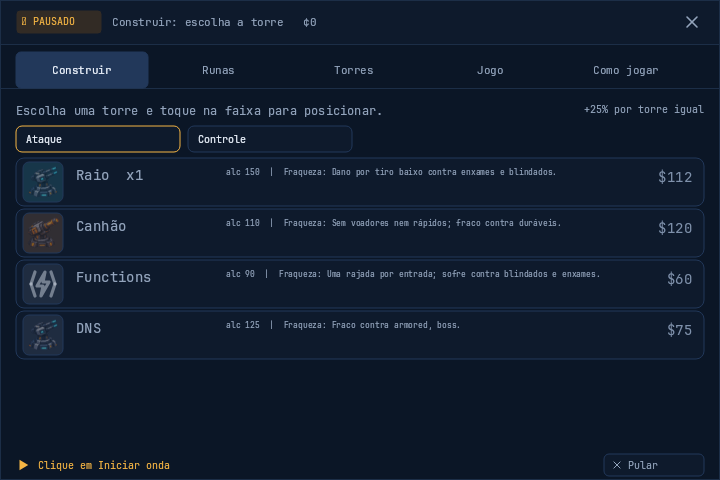 PAUSADO Construir: escolha a torre $0
Construir Runas Torres Jogo Como jogar
Escolha uma torre e toque na faixa para posicionar. +25% por torre igual
Ataque Controle
Raio x1 alc 150 | Fraqueza: Dano por tiro baixo contra enxames e blindados. $112
Canhão alc 110 | Fraqueza: Sem voadores nem rápidos; fraco contra duráveis. $120
Functions alc 90 | Fraqueza: Uma rajada por entrada; sofre contra blindados e enxames. $60
DNS alc 125 | Fraqueza: Fraco contra armored, boss. $75
Clique em Iniciar onda Pular